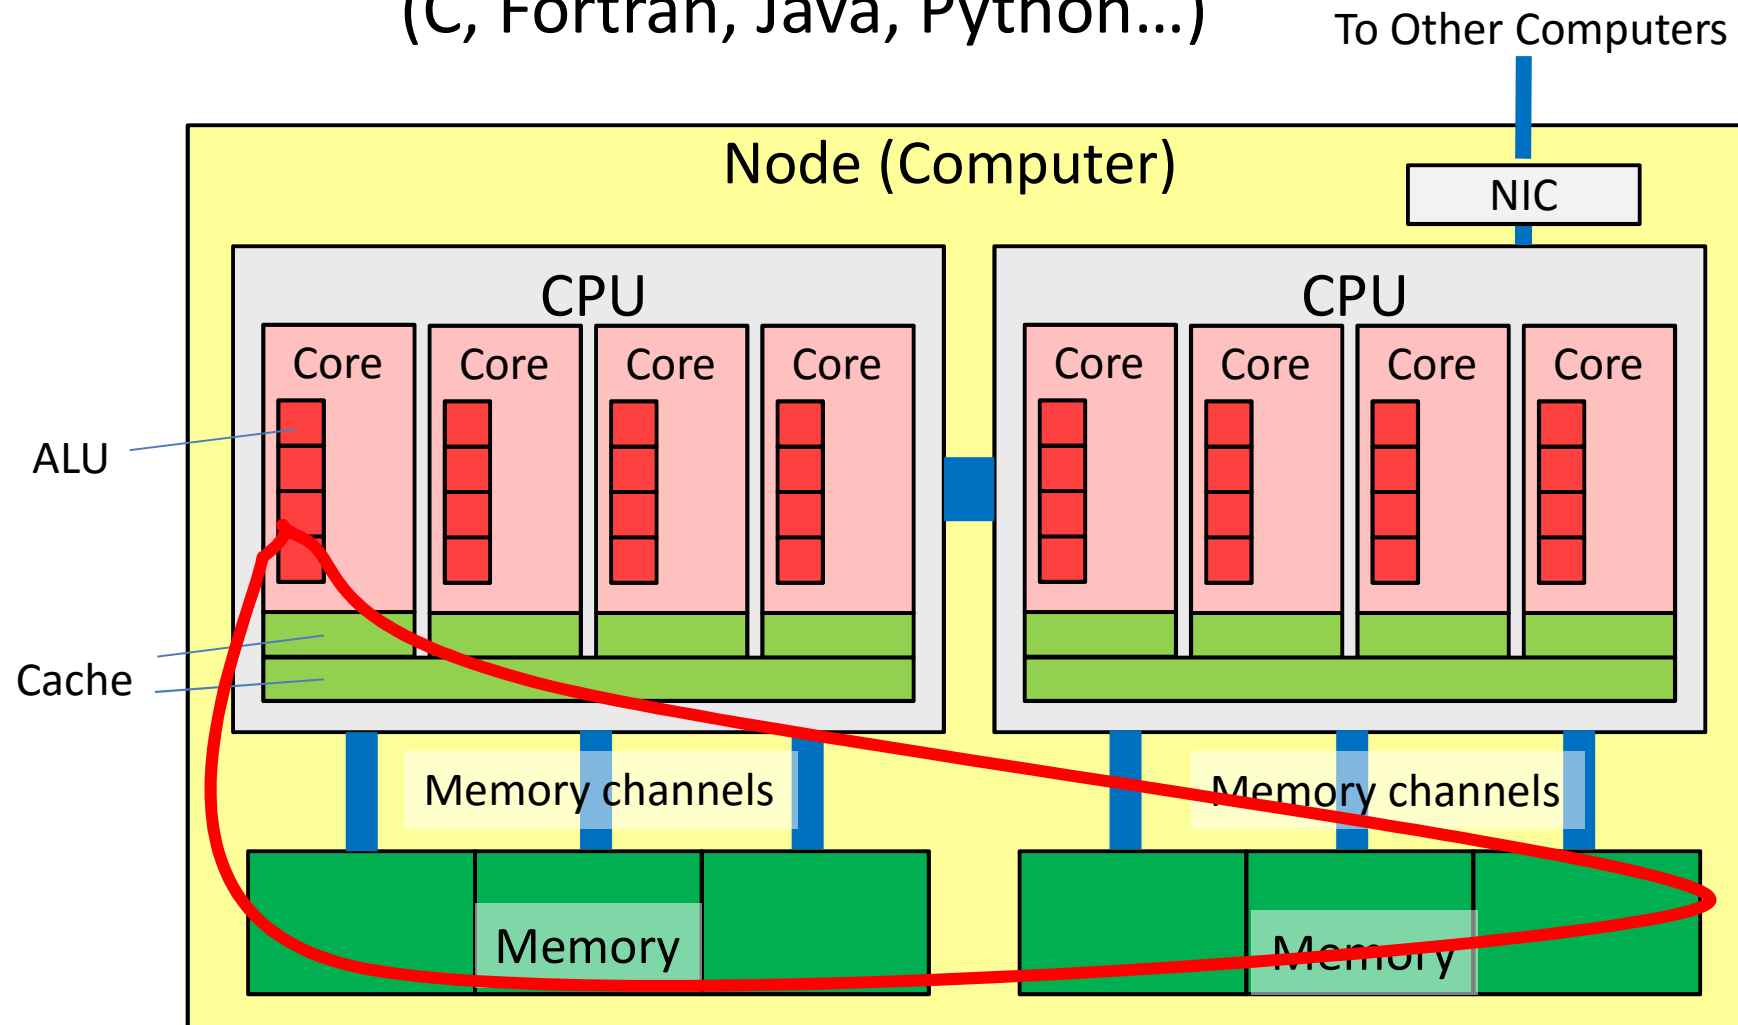 (C, Fortran, Java, Python…)
To Other Computers
Node (Computer)
NIC
CPU
CPU
Core
Core
Core
Core
Core
Core
Core
Core
ALU
Cache
Memory channels
Memory channels
Memory
Memory